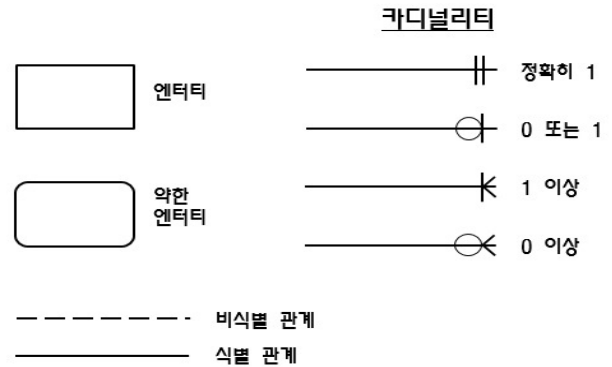 카디널리티
엔터티
약한
엔터티
정확히 1
0 또는 1
1 이상
0 이상
비식별 관계
식별 관계